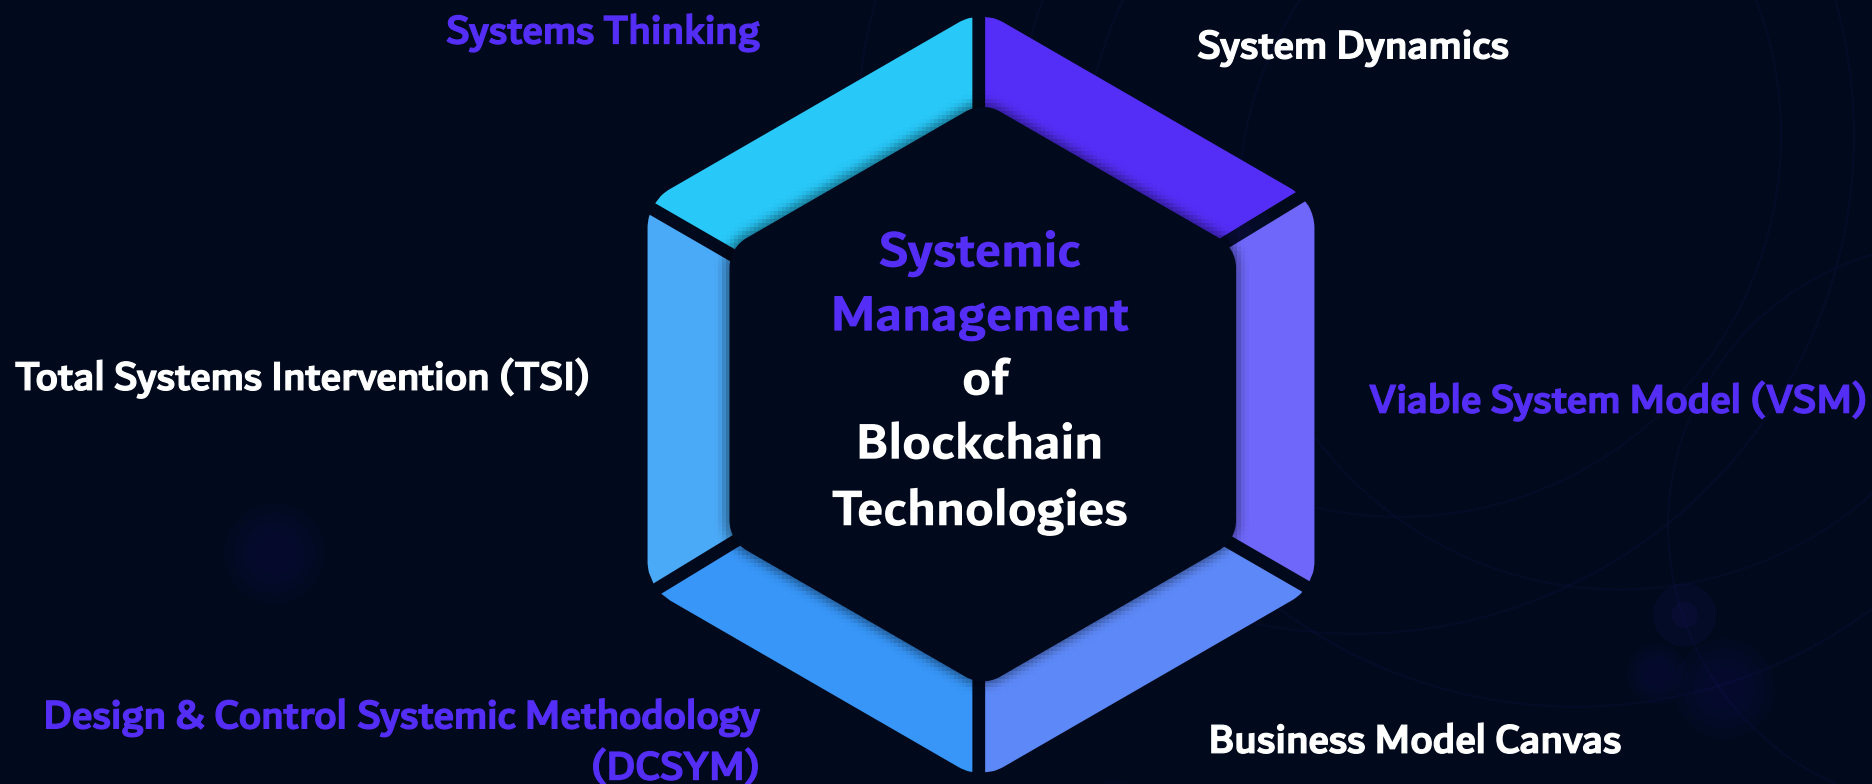 Systems Thinking
System Dynamics
Systemic
Management
of
Blockchain
Technologies
Total Systems Intervention (TSI)
Viable System Model (VSM)
Design & Control Systemic Methodology
(DCSYM)
Business Model Canvas